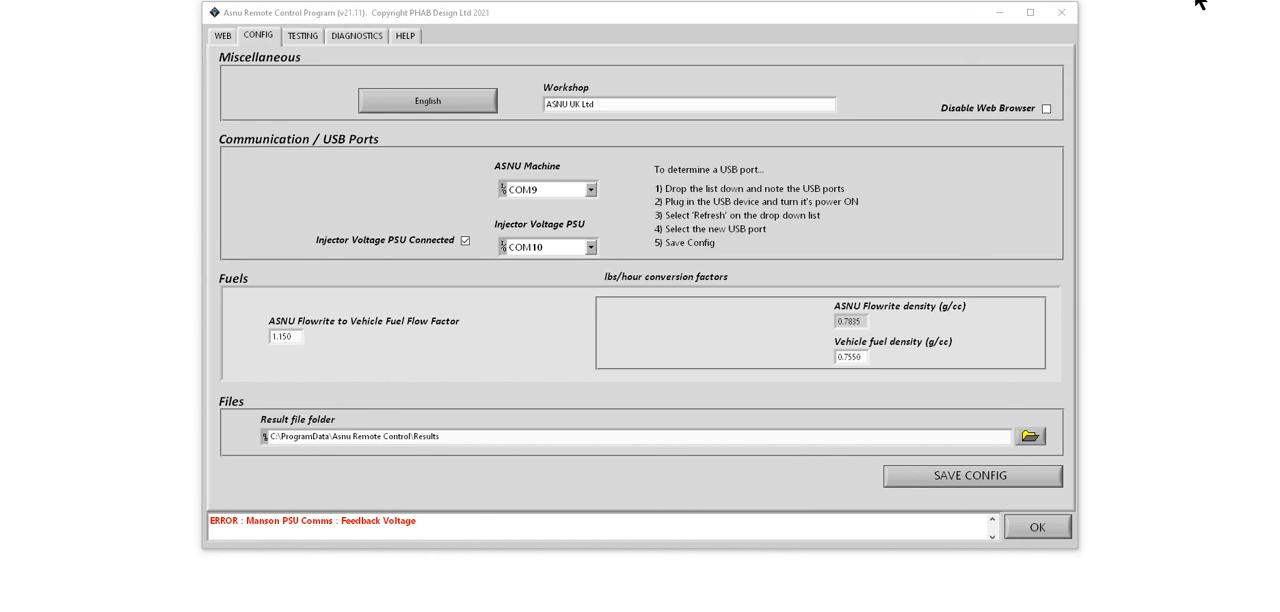 Asnu Remote Control Program (v21.11).  Copyright PHAB Design Ltd 2021
WEB CONFIG TESTING DIAGNOSTICS HELP
Miscellaneous
English
Workshop
ASNU UK Ltd
Disable Web Browser
Communication / USB Ports
ASNU Machine
COM9
Injector Voltage PSU Connected
Injector Voltage PSU
COM10
To determine a USB port...
1) Drop the list down and note the USB ports
2) Plug in the USB device and turn it's power ON
3) Select 'Refresh' on the drop down list
4) Select the new USB port
5) Save Config
Fuels
lbs/hour conversion factors
ASNU Flowrite to Vehicle Fuel Flow Factor
1.150
ASNU Flowrite density (g/cc)
0.7835
Vehicle fuel density (g/cc)
0.7550
Files
Result file folder
C:\ProgramData\Asnu Remote Control\Results
SAVE CONFIG
ERROR : Manson PSU Comms : Feedback Voltage
OK